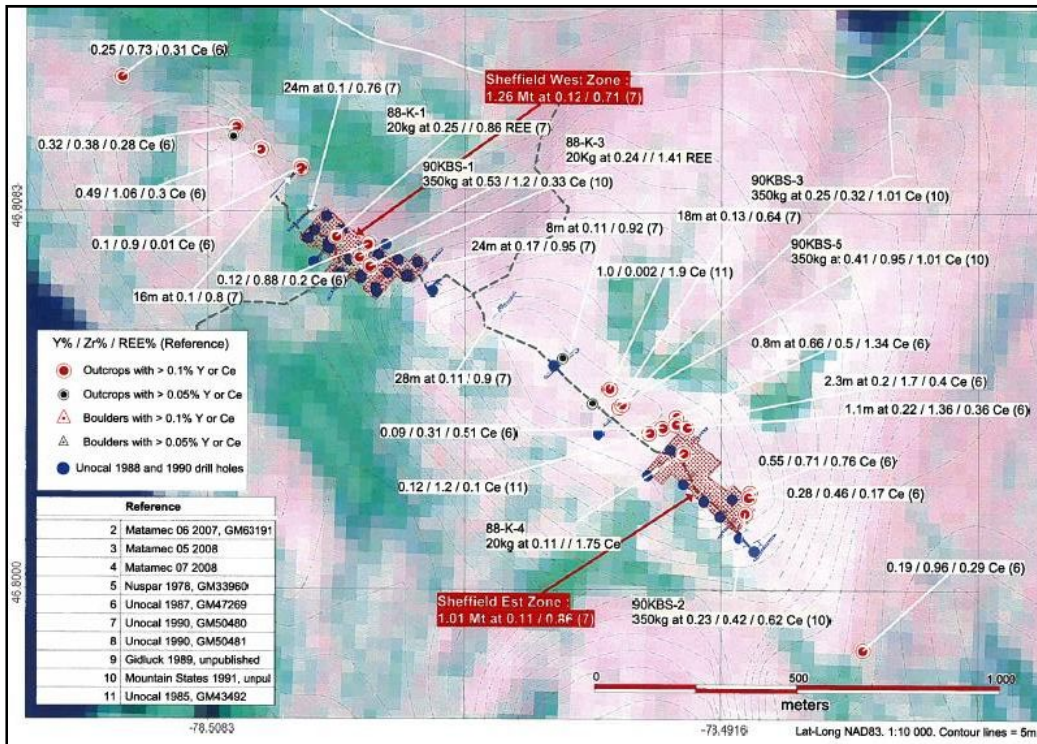 0.25 / 0.73 / 0.31 Ce (6)
24m at 0.1 / 0.76 (7)
Sheffield West Zone :
1.26 Mt at 0.12 / 0.71 (7)
88-K-1
20kg at 0.25 / / 0.86 REE (7)
88-K-3
20Kg at 0.24 / / 1.41 REE
0.32 / 0.38 / 0.28 Ce (6)
90KBS-1
350kg at 0.53 / 1.2 / 0.33 Ce (10)
90KBS-3
350kg at 0.25 / 0.32 / 1.01 Ce (10)
0.49 / 1.06 / 0.3 Ce (6)
18m at 0.13 / 0.64 (7)
46.8083
8m at 0.11 / 0.92 (7)
90KBS-5
350kg at 0.41 / 0.95 / 1.01 Ce (10)
0.1 / 0.9 / 0.01 Ce (6)
24m at 0.17 / 0.95 (7)
1.0 / 0.002 / 1.9 Ce (11)
0.12 / 0.88 / 0.2 Ce (6)
16m at 0.1 / 0.8 (7)
Y% / Zr% / REE% (Reference)
Outcrops with > 0.1% Y or Ce
Outcrops with > 0.05% Y or Ce
Boulders with > 0.1% Y or Ce
Boulders with > 0.05% Y or Ce
Unocal 1988 and 1990 drill holes
0.8m at 0.66 / 0.5 / 1.34 Ce (6)
28m at 0.11 / 0.9 (7)
2.3m at 0.2 / 1.7 / 0.4 Ce (6)
1.1m at 0.22 / 1.36 / 0.36 Ce (6)
0.09 / 0.31 / 0.51 Ce (6)
0.55 / 0.71 / 0.76 Ce (6)
0.12 / 1.2 / 0.1 Ce (11)
0.28 / 0.46 / 0.17 Ce (6)
Reference
2 Matamec 06 2007, GM63191
3 Matamec 05 2008
4 Matamec 07 2008
5 Nuspar 1978, GM33960
6 Unocal 1987, GM47269
7 Unocal 1990, GM50480
8 Unocal 1990, GM50481
9 Gidluck 1989, unpublished
10 Mountain States 1991, unpul
11 Unocal 1985, GM43492
88-K-4
20kg at 0.11 / / 1.75 Ce
46.8000
0.19 / 0.96 / 0.29 Ce (6)
Sheffield Est Zone :
1.01 Mt at 0.11 / 0.86 (7)
90KBS-2
350kg at 0.23 / 0.42 / 0.62 Ce (10)
0 500 1 000
meters
-78.5083
-73.4916
Lat-Long NAD83. 1:10 000. Contour lines = 5m